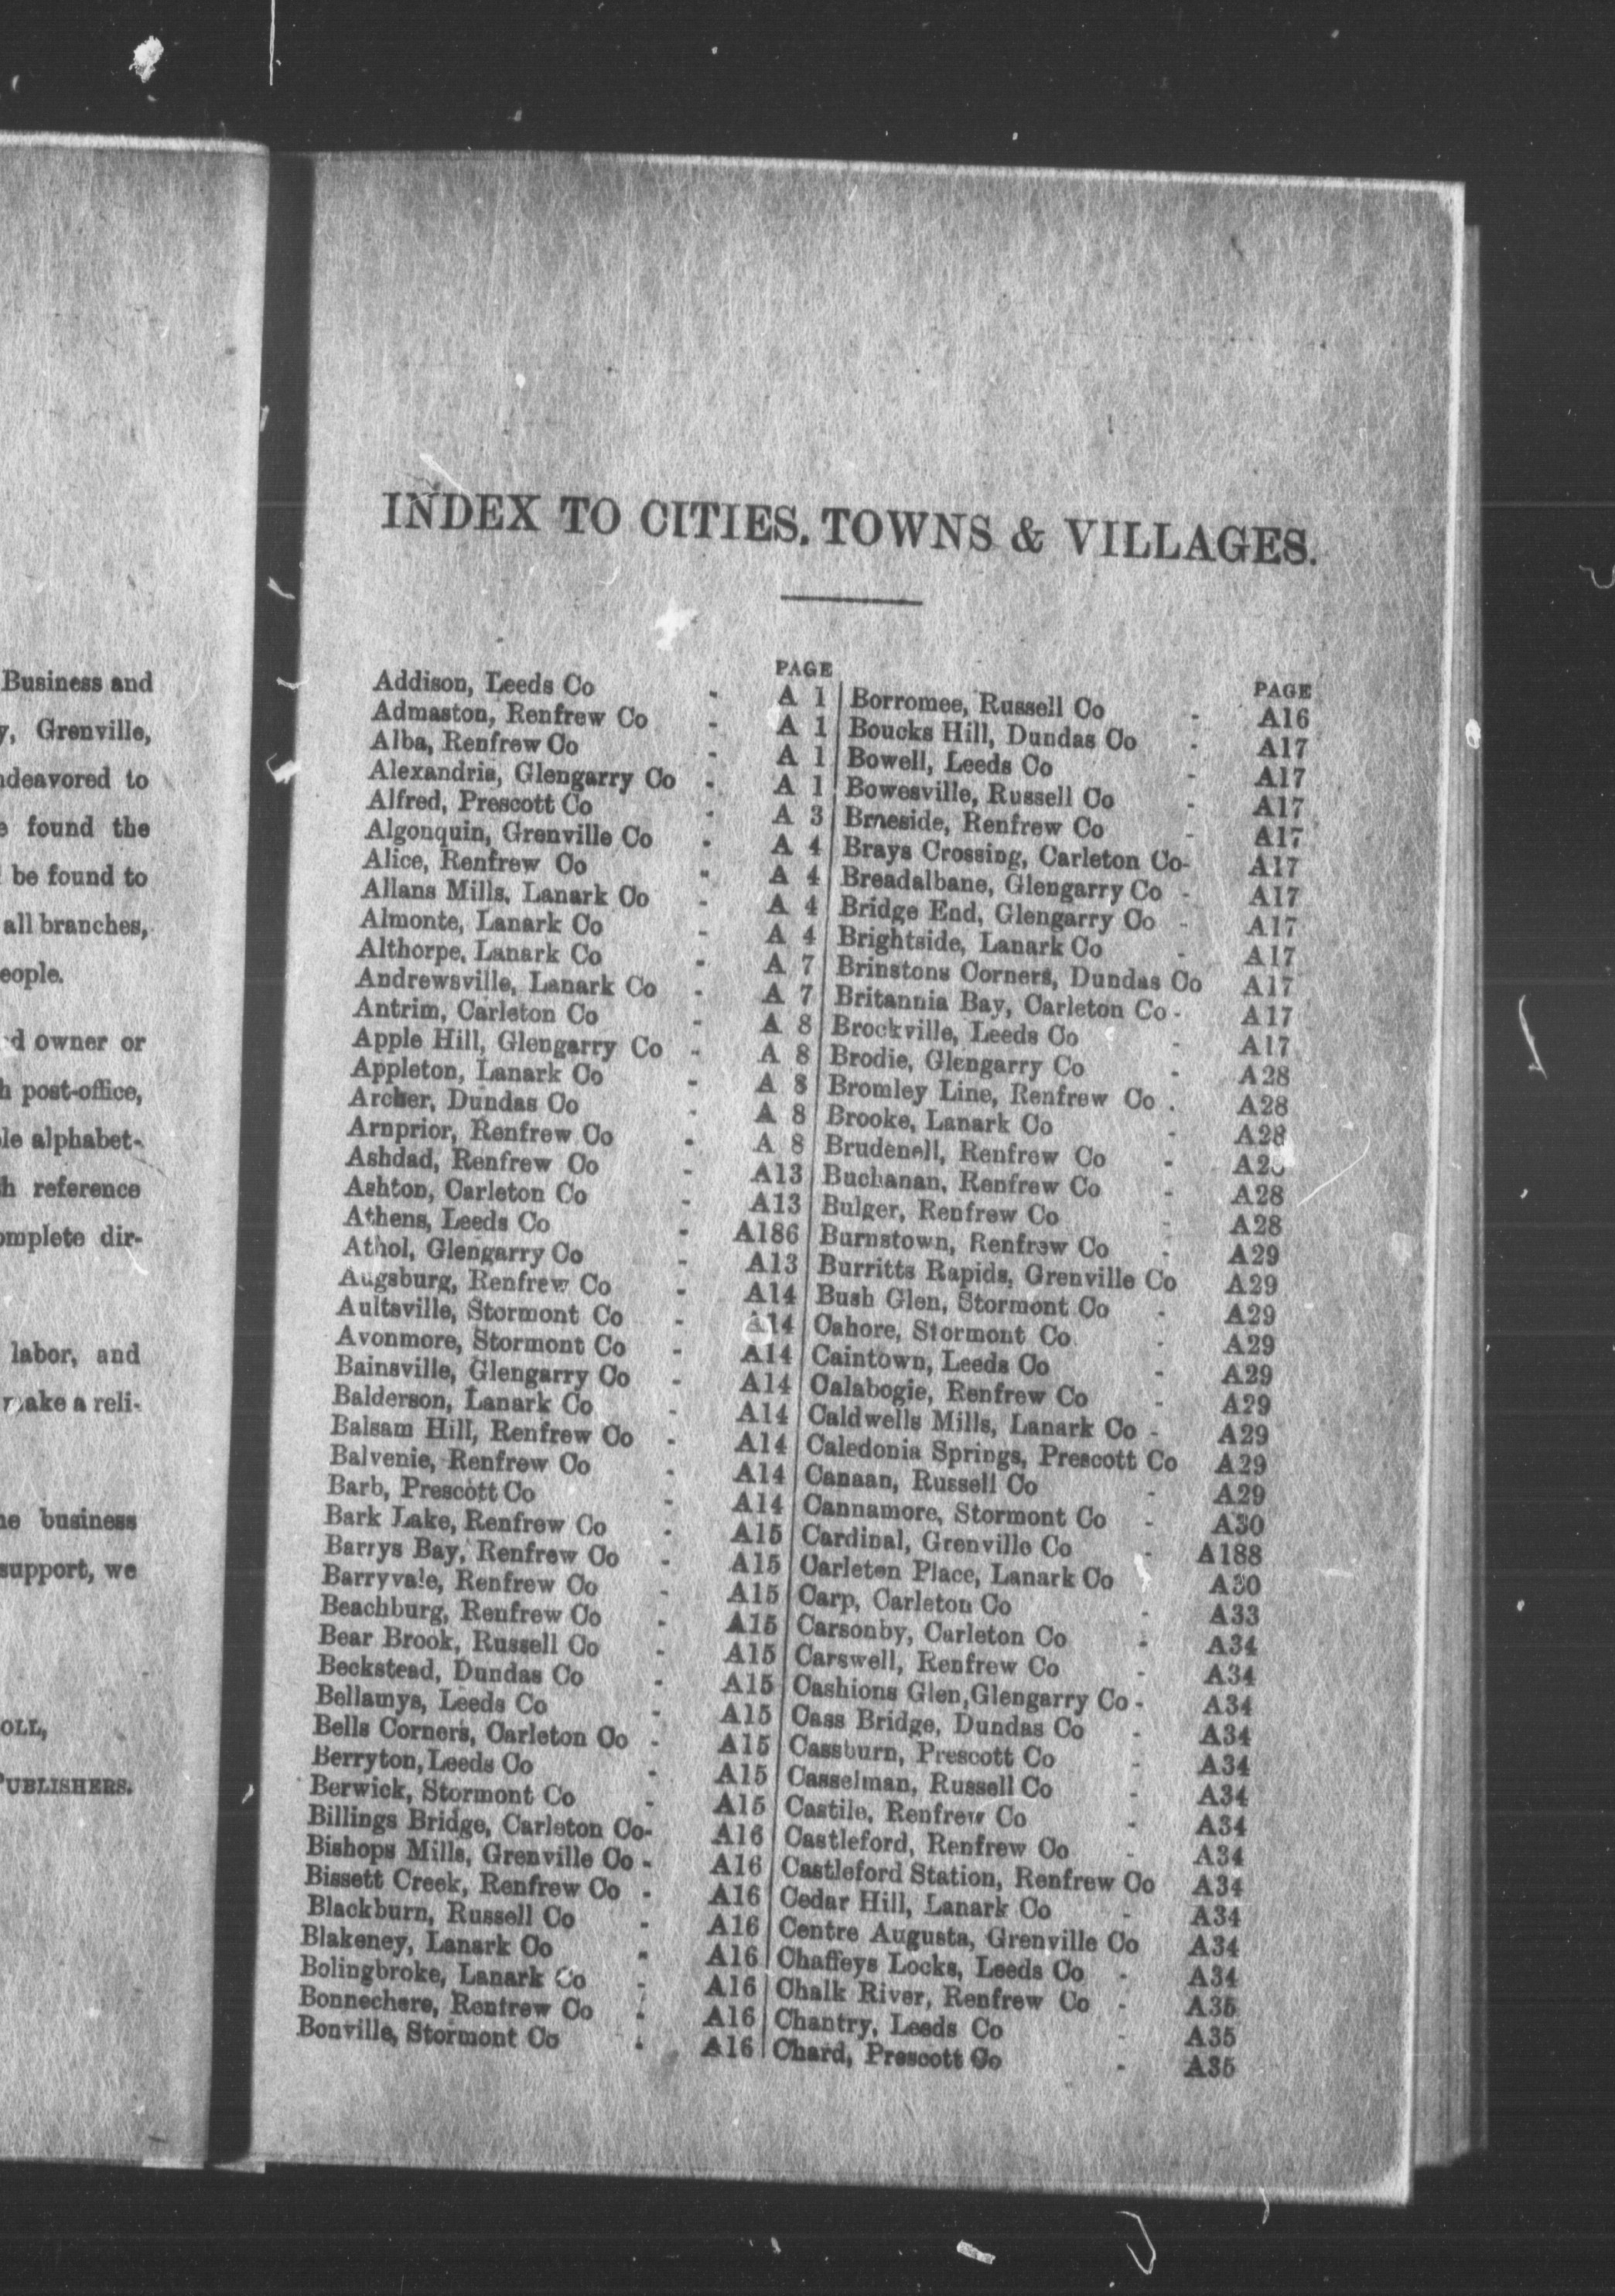 Business and
y, Grenville,
ndeavored to
found the
be found to
all branches,
eople.
d owner or
h post-office,
le alphabet-
h reference
omplete dir-
labor, and
make a reli-
he business
support, we
OLL,
PUBLISHERS.
INDEX TO CITIES, TOWNS & VILLAGES.
PAGE
Addison, Leeds Co - A 1
Admaston, Renfrew Co - A 1
Alba, Renfrew Co - A 1
Alexandria, Glengarry Co - A 1
Alfred, Prescott Co - A 3
Algonquin, Grenville Co - A 4
Alice, Renfrew Co - A 4
Allans Mills, Lanark Co - A 4
Almonte, Lanark Co - A 4
Althorpe, Lanark Co - A 7
Andrewsville, Lanark Co - A 7
Antrim, Carleton Co - A 8
Apple Hill, Glengarry Co - A 8
Appleton, Lanark Co - A 8
Archer, Dundas Co - A 8
Arnprior, Renfrew Co - A 8
Ashdad, Renfrew Co - A13
Ashton, Carleton Co - A13
Athens, Leeds Co - A186
Athol, Glengarry Co - A13
Augsburg, Renfrew Co - A14
Aultsville, Stormont Co - A14
Avonmore, Stormont Co - A14
Bainsville, Glengarry Co - A14
Balderson, Lanark Co - A14
Balsam Hill, Renfrew Co - A14
Balvenie, Renfrew Co - A14
Barb, Prescott Co - A14
Bark Lake, Renfrew Co - A15
Barrys Bay, Renfrew Co - A15
Barryvale, Renfrew Co - A15
Beachburg, Renfrew Co - A15
Bear Brook, Russell Co - A15
Beckstead, Dundas Co - A15
Bellamys, Leeds Co - A15
Bells Corners, Carleton Co - A15
Berryton, Leeds Co - A15
Berwick, Stormont Co - A15
Billings Bridge, Carleton Co- A16
Bishops Mills, Grenville Co - A16
Bissett Creek, Renfrew Co - A16
Blackburn, Russell Co - A16
Blakeney, Lanark Co - A16
Bolingbroke, Lanark Co - A16
Bonnechere, Renfrew Co - A16
Bonville, Stormont Co - A16
PAGE
Borromee, Russell Co - A16
Boucks Hill, Dundas Co - A17
Bowell, Leeds Co - A17
Bowesville, Russell Co - A17
Braeside, Renfrew Co - A17
Brays Crossing, Carleton Co- A17
Breadalbane, Glengarry Co - A17
Bridge End, Glengarry Co - A17
Brightside, Lanark Co - A17
Brinstons Corners, Dundas Co A17
Britannia Bay, Carleton Co - A17
Brockville, Leeds Co - A17
Brodie, Glengarry Co - A28
Bromley Line, Renfrew Co - A28
Brooke, Lanark Co - A28
Brudenell, Renfrew Co -
Buchanan, Renfrew Co - A28
Bulger, Renfrew Co - A28
Burnstown, Renfrew Co - A29
Burritts Rapids, Grenville Co A29
Bush Glen, Stormont Co - A29
Cahore, Stormont Co - A29
Caintown, Leeds Co - A29
Calabogie, Renfrew Co - A29
Caldwells Mills, Lanark Co - A29
Caledonia Springs, Prescott Co A29
Canaan, Russell Co - A29
Cannamore, Stormont Co - A30
Cardinal, Grenville Co - A188
Carleton Place, Lanark Co A30
Carp, Carleton Co - A33
Carsonby, Carleton Co - A34
Carswell, Renfrew Co - A34
Cashions Glen, Glengarry Co - A34
Cass Bridge, Dundas Co - A34
Cassburn, Prescott Co - A34
Casselman, Russell Co - A34
Castile, Renfrew Co - A34
Castleford, Renfrew Co - A34
Castleford Station, Renfrew Co A34
Cedar Hill, Lanark Co - A34
Centre Augusta, Grenville Co A34
Chaffeys Locks, Leeds Co - A34
Chalk River, Renfrew Co - A35
Chantry, Leeds Co - A35
Chard, Prescott Co - A35